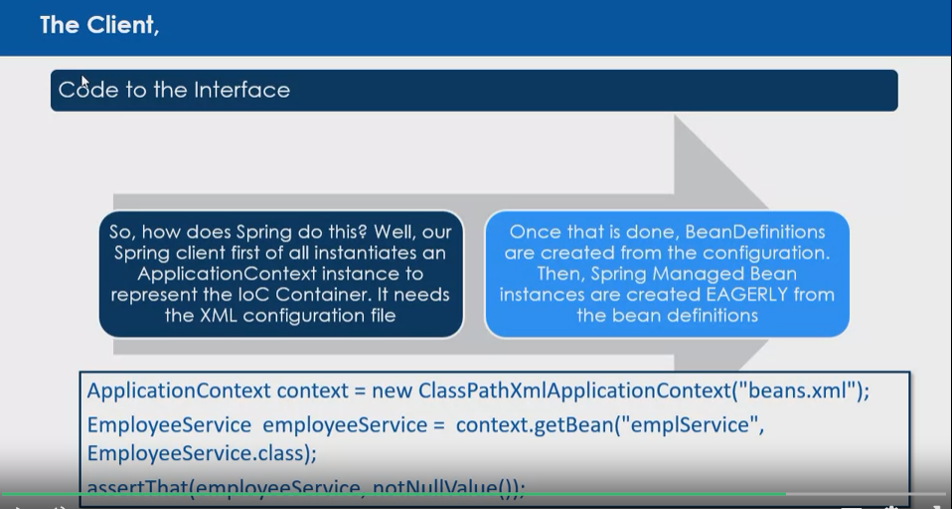 The Client,
Code to the Interface
So, how does Spring do this? Well, our
Spring client first of all instantiates an
ApplicationContext instance to
represent the IoC Container. It needs
the XML configuration file
Once that is done, BeanDefinitions
are created from the configuration.
Then, Spring Managed Bean
instances are created EAGERLY from
the bean definitions
ApplicationContext context = new ClassPathXmlApplicationContext("beans.xml");
EmployeeService employeeService = context.getBean("emplService",
EmployeeService.class);
assertThat(employeeService, notNullValue());